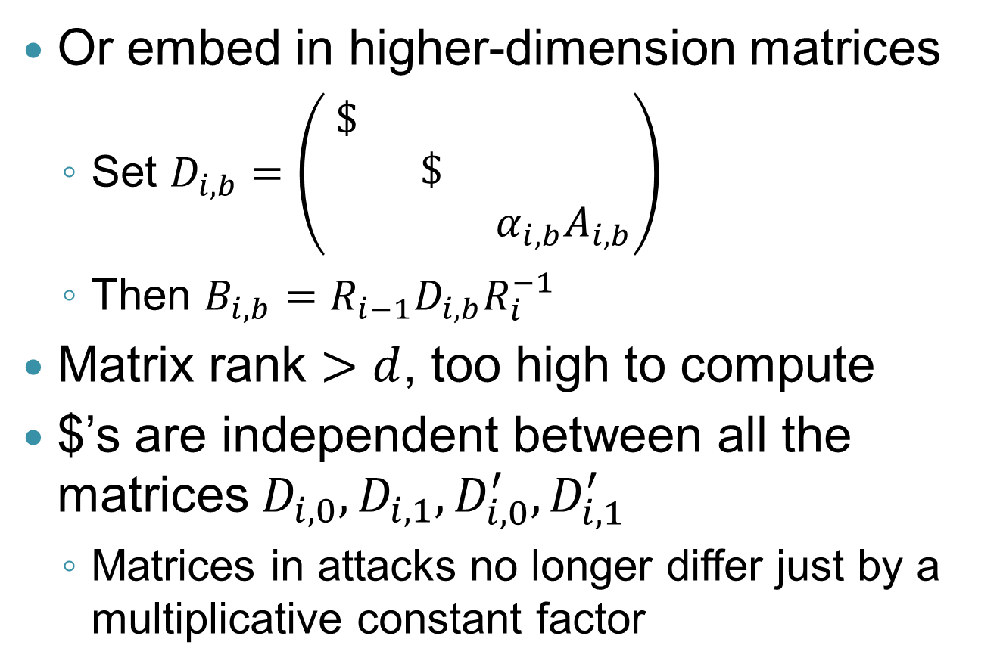 • Or embed in higher-dimension matrices
◦ Set $D_{i,b} = \begin{pmatrix} \$ & & \\ & \$ & \\ & & \alpha_{i,b}A_{i,b} \end{pmatrix}$
◦ Then $B_{i,b} = R_{i-1}D_{i,b}R_i^{-1}$
• Matrix rank > $d$, too high to compute
• $'s are independent between all the
matrices $D_{i,0}, D_{i,1}, D'_{i,0}, D'_{i,1}$
◦ Matrices in attacks no longer differ just by a
multiplicative constant factor